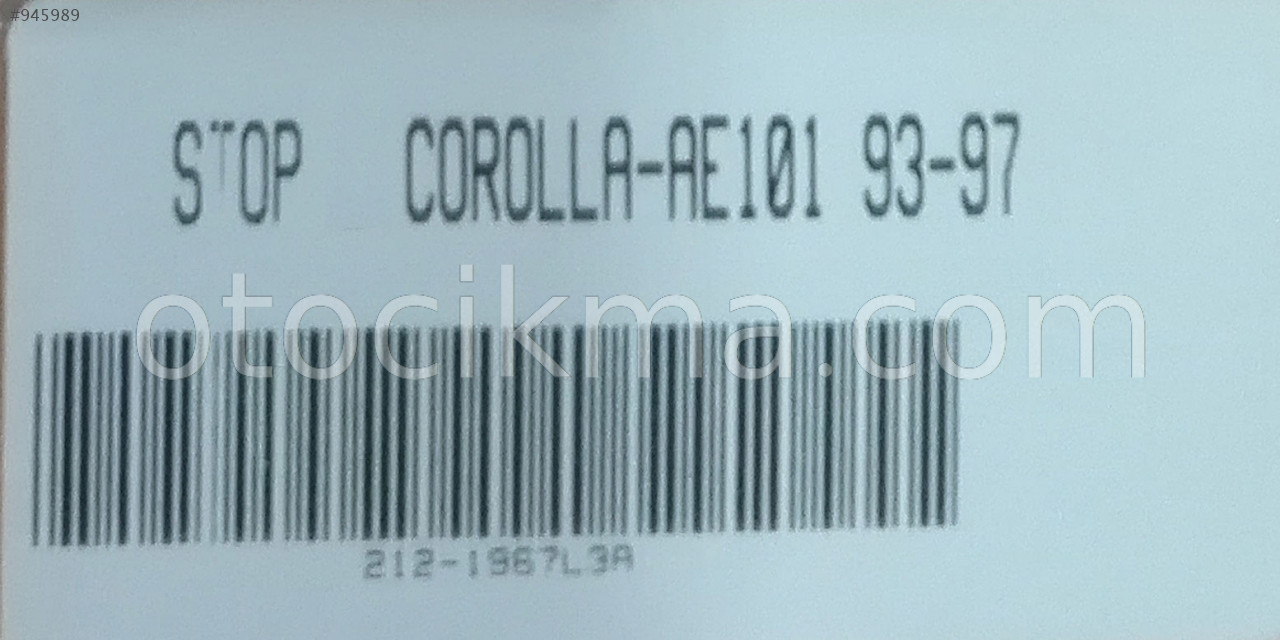 #945989
STOP COROLLA-AE101 93-97
otocikma.com
212-1967L3A